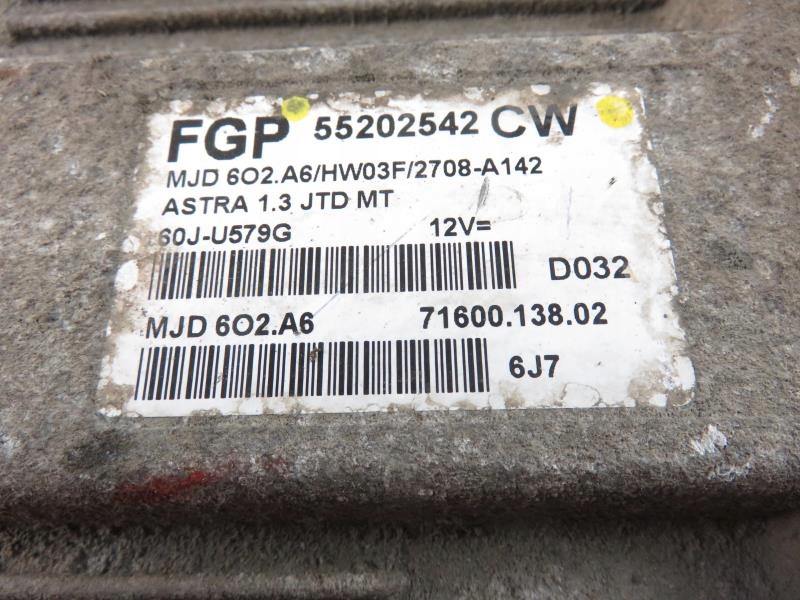 FGP 55202542 CW
MJD 6O2.A6/HW03F/2708-A142
ASTRA 1.3 JTD MT
60J-U579G 12V=
D032
MJD 6O2.A6 71600.138.02
6J7